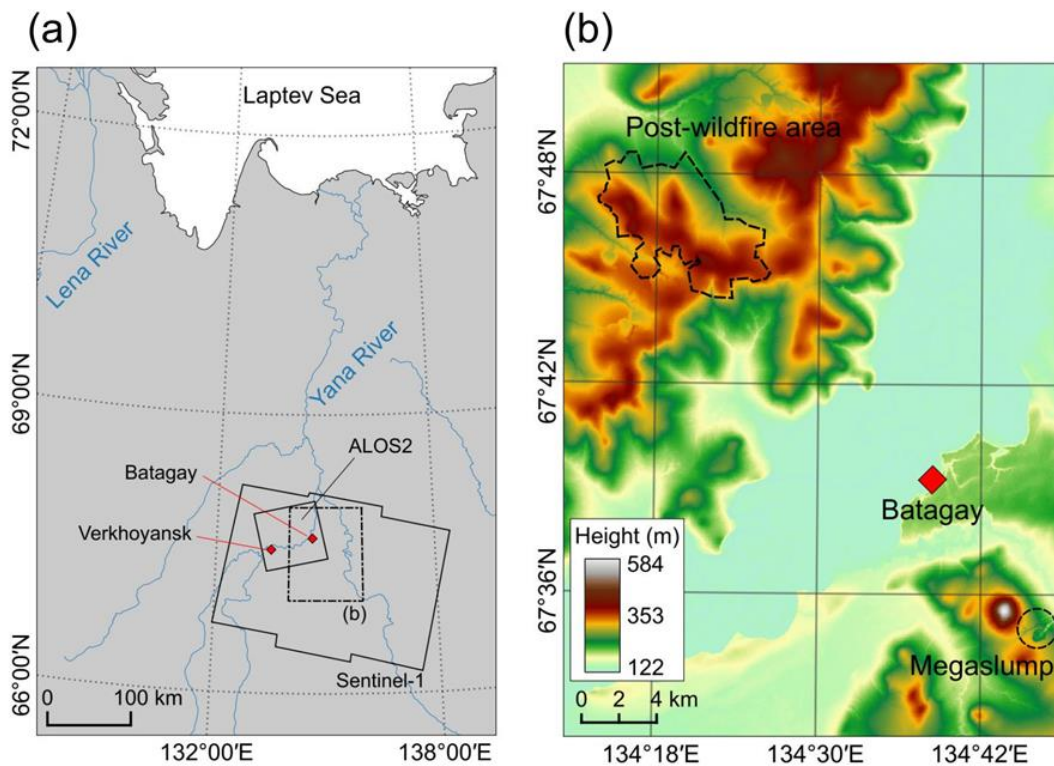 (a)
Laptev Sea
72°00′N
Lena River
Yana River
69°00′N
ALOS2
Batagay
Verkhoyansk
(b)
Sentinel-1
66°00′N
0 100 km
132°00′E 138°00′E
(b)
Post-wildfire area
67°48′N
67°42′N
Batagay
Height (m)
584
353
122
67°36′N
Megaslump
0 2 4 km
134°18′E 134°30′E 134°42′E